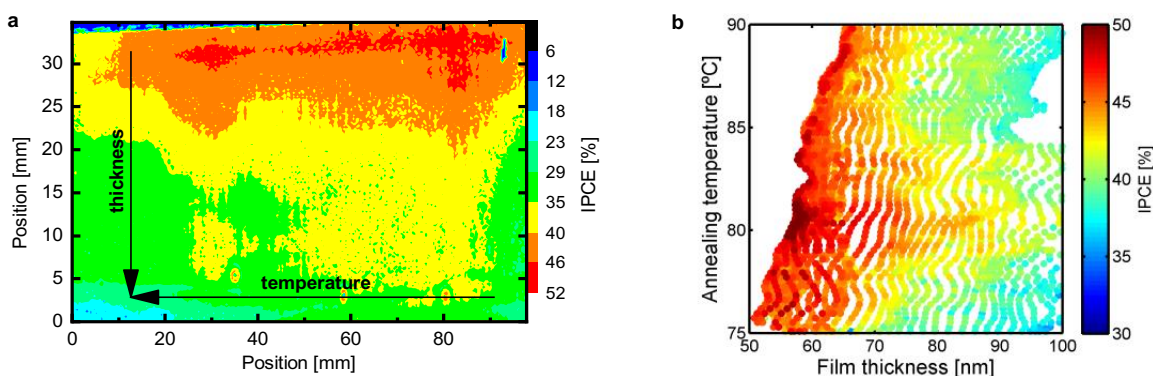 a
30
25
20
15
10
5
0
Position [mm]
0 20 40 60 80
Position [mm]
thickness
temperature
6
12
18
23
29
35
40
46
52
IPCE [%]
b
90
85
80
75
Annealing temperature [ºC]
50 60 70 80 90 100
Film thickness [nm]
50
45
40
35
30
IPCE [%]